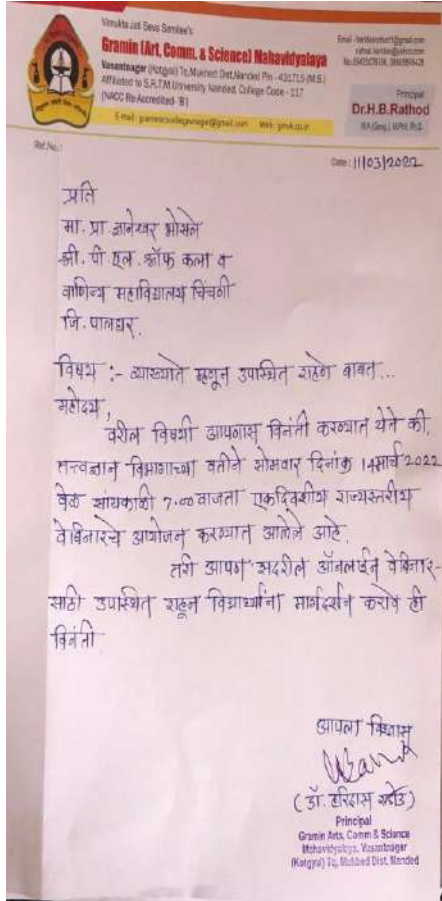 Vimukta Jati Seva Samitee's
Gramin (Art, Comm. & Science) Mahavidyalaya
Vasantnagar (Kotgyal) Tq. Mukhed Dist. Nanded Pin - 431715 (M.S.)
Affiliated to S.R.T.M. University Nanded, College Code - 117
(NAAC Re-Accredited 'B')
Principal
Dr.H.B.Rathod
Ref.No.:
Date : 11/03/2022
प्रति
मा. प्रा. ज्ञानेश्वर भोसले
श्री. पी. एल. श्रॉफ कला व
वाणिज्य महाविद्यालय चिंचणी
जि. पालघर.
विषय :- व्याख्याते म्हणून उपस्थित राहणे बाबत...
महोदय,
वरील विषयी आपणास विनंती करण्यात येते की,
तत्त्वज्ञान विभागाच्या वतीने सोमवार दिनांक 14 मार्च 2022
वेळ सांयकाळी 7.00 वाजता एकदिवशीय राज्यस्तरीय
वेबिनारचे आयोजन करण्यात आलेले आहे.
तरी आपण सदरील ऑनलाईन वेबिनार-
साठी उपस्थित राहून विद्यार्थ्यांना मार्गदर्शन करावे ही
विनंती
आपला विश्वासू
(डॉ. हरिदास राठोड)
Principal
Gramin Arts, Comm & Science
Mahavidyalaya, Vasantnagar
(Kotgyal) Tq. Mukhed Dist. Nanded